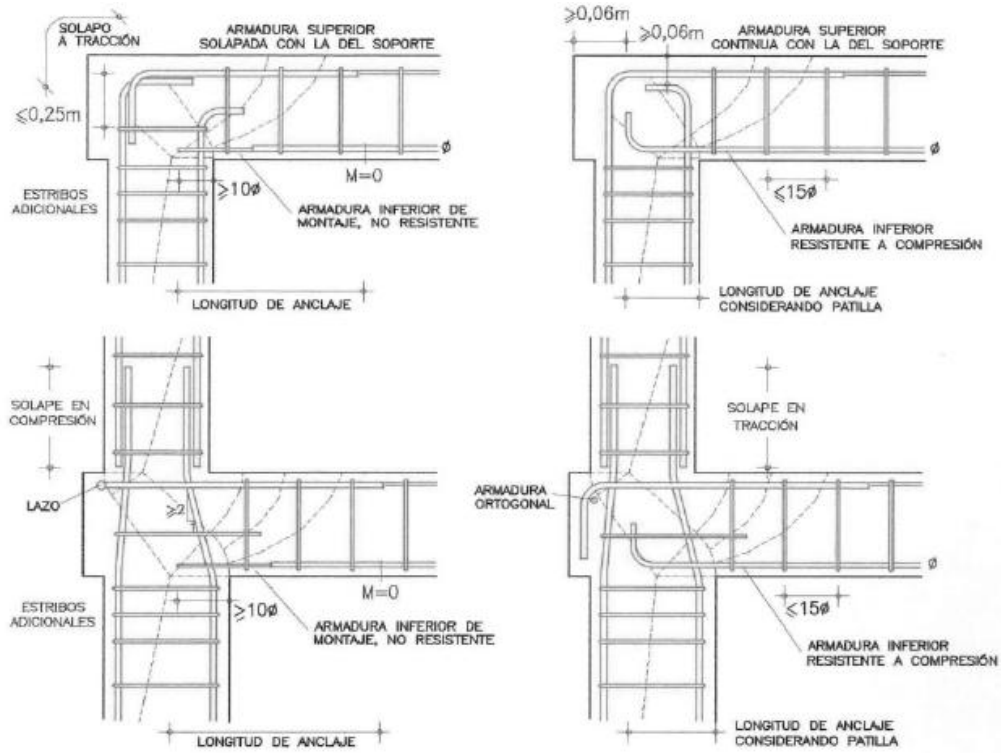 SOLAPO
A TRACCIÓN
ARMADURA SUPERIOR
SOLAPADA CON LA DEL SOPORTE
⩽0,25m
ø
M=0
⩾10ø
ESTRIBOS
ADICIONALES
ARMADURA INFERIOR DE
MONTAJE, NO RESISTENTE
LONGITUD DE ANCLAJE
⩾0,06m
⩾0,06m
ARMADURA SUPERIOR
CONTINUA CON LA DEL SOPORTE
ø
⩽15ø
ARMADURA INFERIOR
RESISTENTE A COMPRESIÓN
LONGITUD DE ANCLAJE
CONSIDERANDO PATILLA
SOLAPE EN
COMPRESIÓN
LAZO
⩾2
M=0
⩾10ø
ESTRIBOS
ADICIONALES
ARMADURA INFERIOR DE
MONTAJE, NO RESISTENTE
LONGITUD DE ANCLAJE
SOLAPE EN
TRACCIÓN
ARMADURA
ORTOGONAL
ø
⩽15ø
ARMADURA INFERIOR
RESISTENTE A COMPRESIÓN
LONGITUD DE ANCLAJE
CONSIDERANDO PATILLA